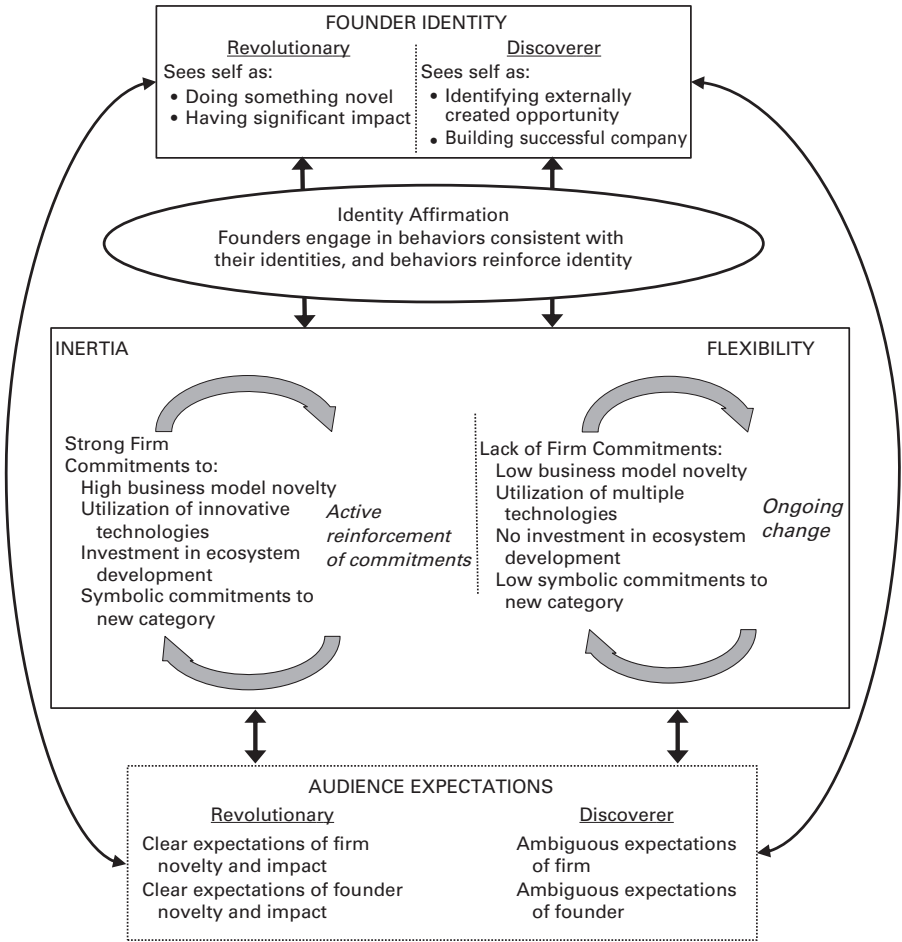 FOUNDER IDENTITY
Revolutionary
Sees self as:
• Doing something novel
• Having significant impact
Discoverer
Sees self as:
• Identifying externally
created opportunity
• Building successful company
Identity Affirmation
Founders engage in behaviors consistent with
their identities, and behaviors reinforce identity
INERTIA
FLEXIBILITY
Strong Firm
Commitments to:
High business model novelty
Utilization of innovative
technologies
Investment in ecosystem
development
Symbolic commitments to
new category
Active
reinforcement
of commitments
Lack of Firm Commitments:
Low business model novelty
Utilization of multiple
technologies
No investment in ecosystem
development
Low symbolic commitments to
new category
Ongoing
change
AUDIENCE EXPECTATIONS
Revolutionary
Clear expectations of firm
novelty and impact
Clear expectations of founder
novelty and impact
Discoverer
Ambiguous expectations
of firm
Ambiguous expectations
of founder